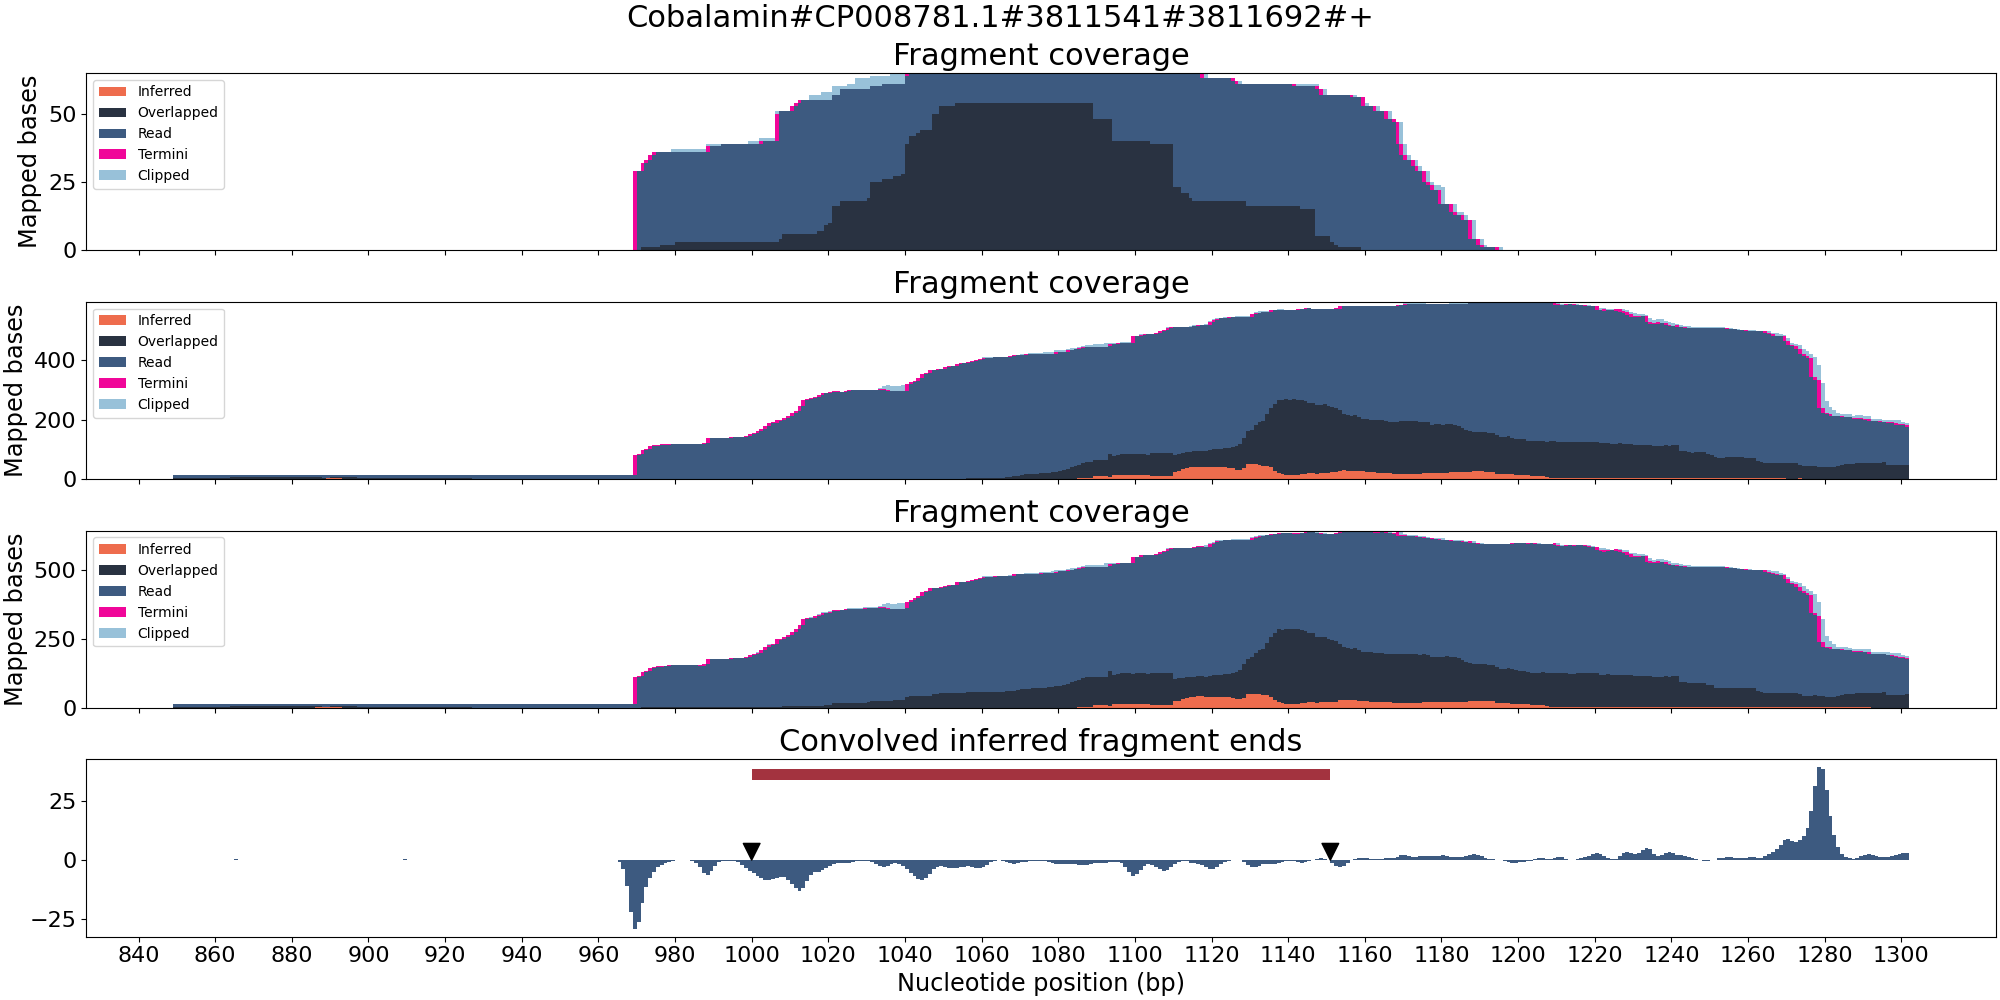 Cobalamin#CP008781.1#3811541#3811692#+
Fragment coverage
Mapped bases
50
25
0
Inferred
Overlapped
Read
Termini
Clipped
Fragment coverage
Mapped bases
400
200
0
Inferred
Overlapped
Read
Termini
Clipped
Fragment coverage
Mapped bases
500
250
0
Inferred
Overlapped
Read
Termini
Clipped
Convolved inferred fragment ends
25
0
−25
840 860 880 900 920 940 960 980 1000 1020 1040 1060 1080 1100 1120 1140 1160 1180 1200 1220 1240 1260 1280 1300
Nucleotide position (bp)